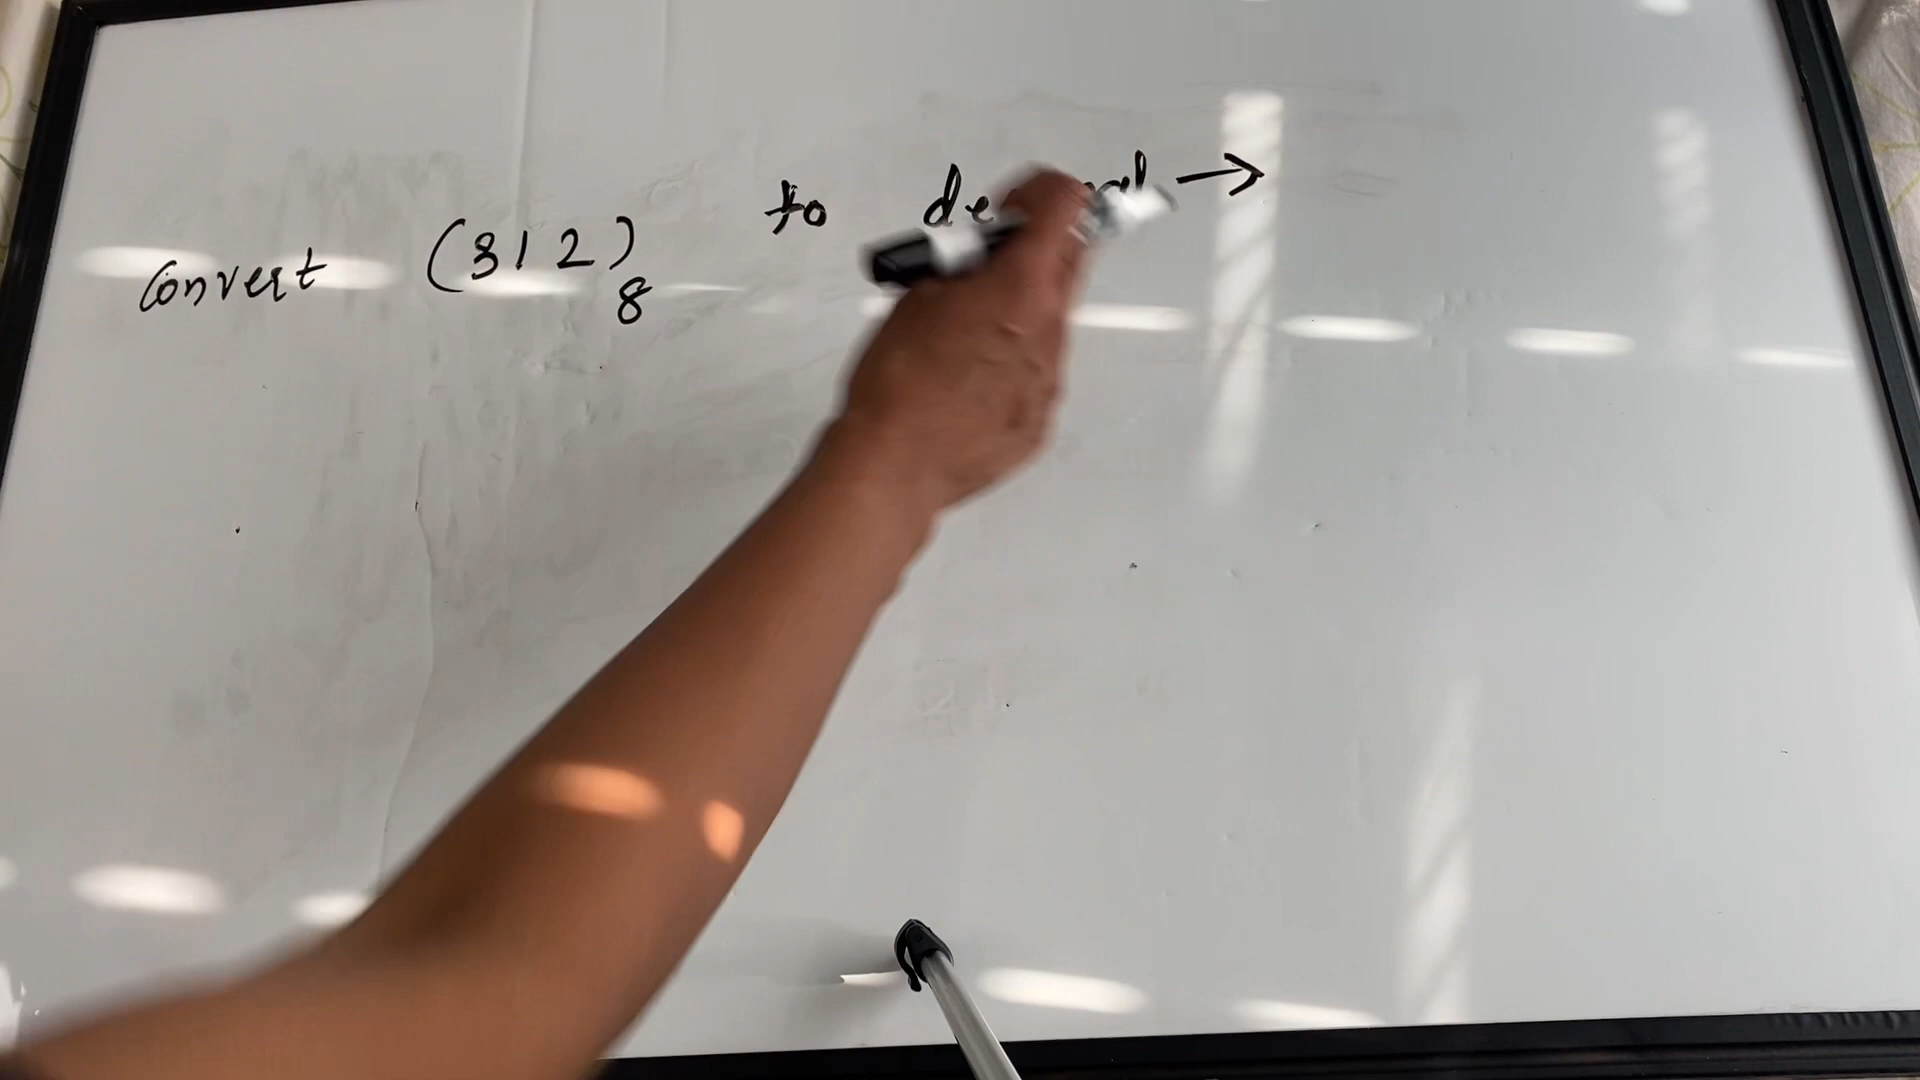 Convert (312)8 to →